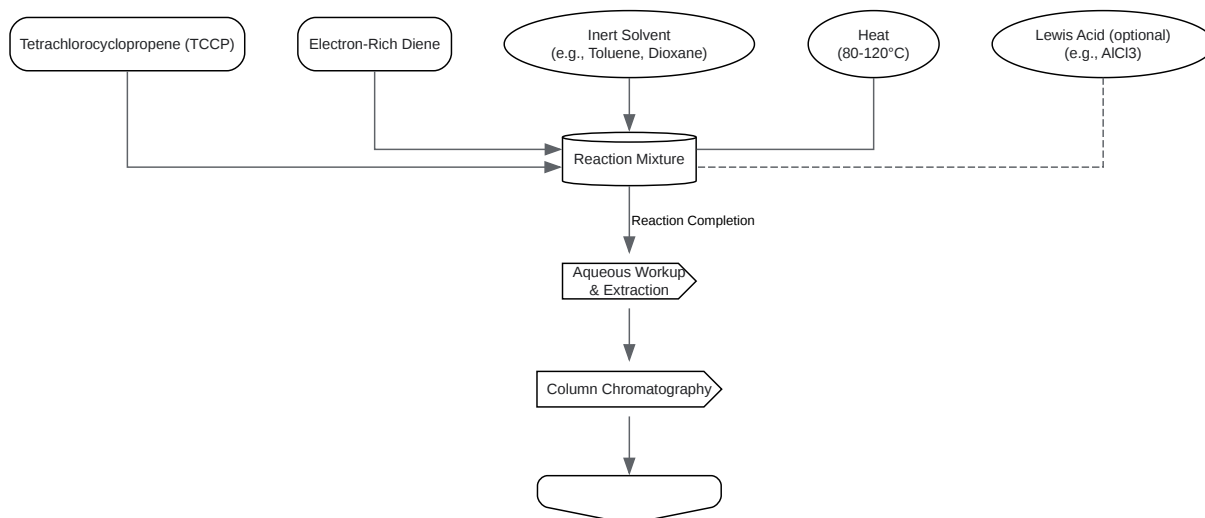 Tetrachlorocyclopropene (TCCP)
Electron-Rich Diene
Inert Solvent
(e.g., Toluene, Dioxane)
Heat
(80-120°C)
Lewis Acid (optional)
(e.g., AlCl3)
Reaction Mixture
Reaction Completion
Aqueous Workup
& Extraction
Column Chromatography